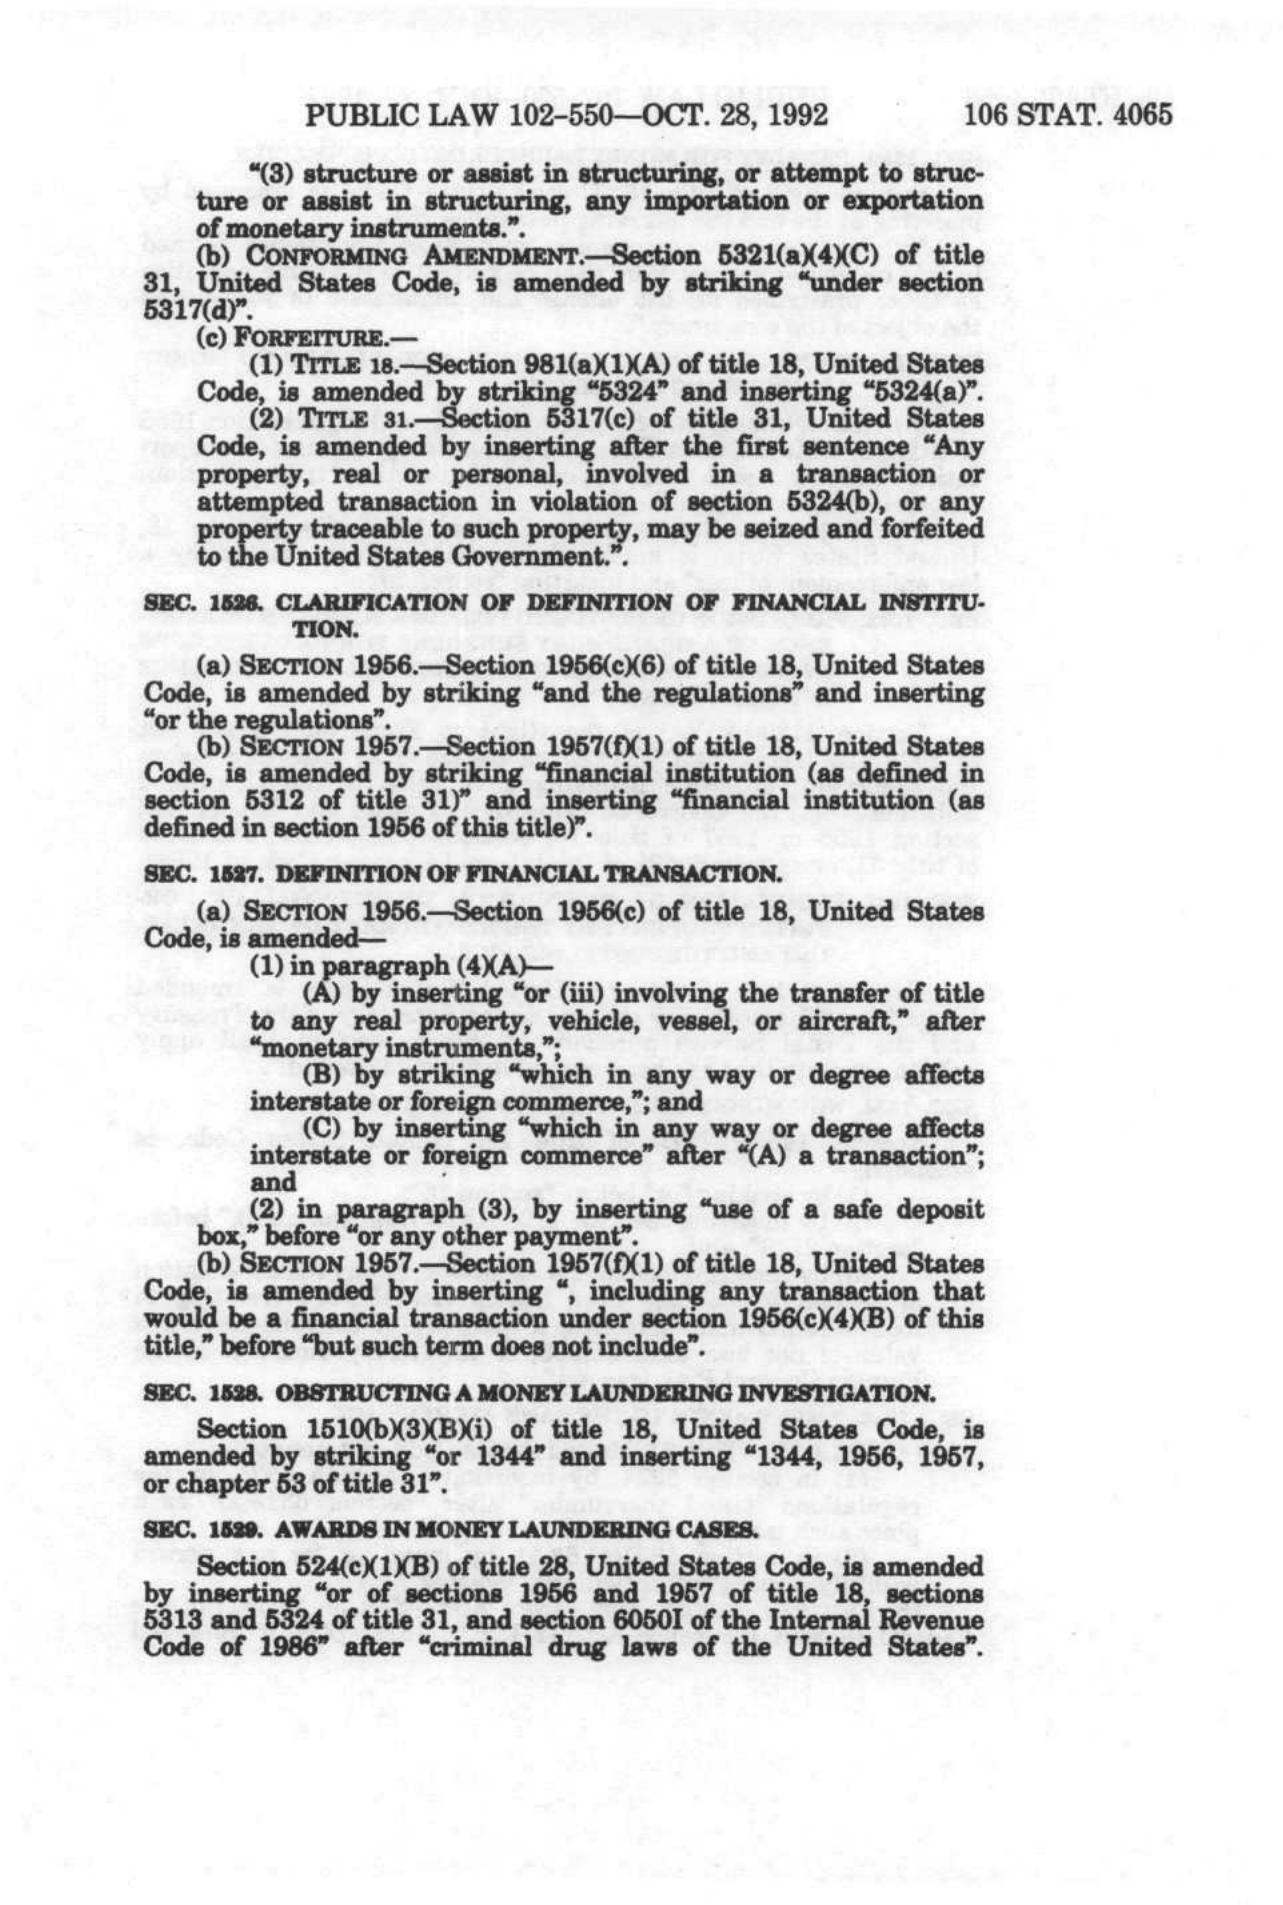 PUBLIC LAW 102-550—OCT. 28, 1992 106 STAT. 4065
"(3) structure or assist in structuring, or attempt to struc-
ture or assist in structuring, any importation or exportation
of monetary instruments.".
(b) CONFORMING AMENDMENT.—Section 5321(a)(4)(C) of title
31, United States Code, is amended by striking "under section
5317(d)".
(c) FORFEITURE.—
(1) TITLE 18.—Section 981(a)(1)(A) of title 18, United States
Code, is amended by striking "5324" and inserting "5324(a)".
(2) TITLE 31.—Section 5317(c) of title 31, United States
Code, is amended by inserting after the first sentence "Any
property, real or personal, involved in a transaction or
attempted transaction in violation of section 5324(b), or any
property traceable to such property, may be seized and forfeited
to the United States Government.".
SEC. 1526. CLARIFICATION OF DEFINITION OF FINANCIAL INSTITU-
TION.
(a) SECTION 1956.—Section 1956(c)(6) of title 18, United States
Code, is amended by striking "and the regulations" and inserting
"or the regulations".
(b) SECTION 1957.—Section 1957(f)(1) of title 18, United States
Code, is amended by striking "financial institution (as defined in
section 5312 of title 31)" and inserting "financial institution (as
defined in section 1956 of this title)".
SEC. 1527. DEFINITION OF FINANCIAL TRANSACTION.
(a) SECTION 1956.—Section 1956(c) of title 18, United States
Code, is amended—
(1) in paragraph (4)(A)—
(A) by inserting "or (iii) involving the transfer of title
to any real property, vehicle, vessel, or aircraft," after
"monetary instruments,";
(B) by striking "which in any way or degree affects
interstate or foreign commerce,"; and
(C) by inserting "which in any way or degree affects
interstate or foreign commerce" after "(A) a transaction";
and
(2) in paragraph (3), by inserting "use of a safe deposit
box," before "or any other payment".
(b) SECTION 1957.—Section 1957(f)(1) of title 18, United States
Code, is amended by inserting ", including any transaction that
would be a financial transaction under section 1956(c)(4)(B) of this
title," before "but such term does not include".
SEC. 1528. OBSTRUCTING A MONEY LAUNDERING INVESTIGATION.
Section 1510(b)(3)(B)(i) of title 18, United States Code, is
amended by striking "or 1344" and inserting "1344, 1956, 1957,
or chapter 53 of title 31".
SEC. 1529. AWARDS IN MONEY LAUNDERING CASES.
Section 524(c)(1)(B) of title 28, United States Code, is amended
by inserting "or of sections 1956 and 1957 of title 18, sections
5313 and 5324 of title 31, and section 6050I of the Internal Revenue
Code of 1986" after "criminal drug laws of the United States".